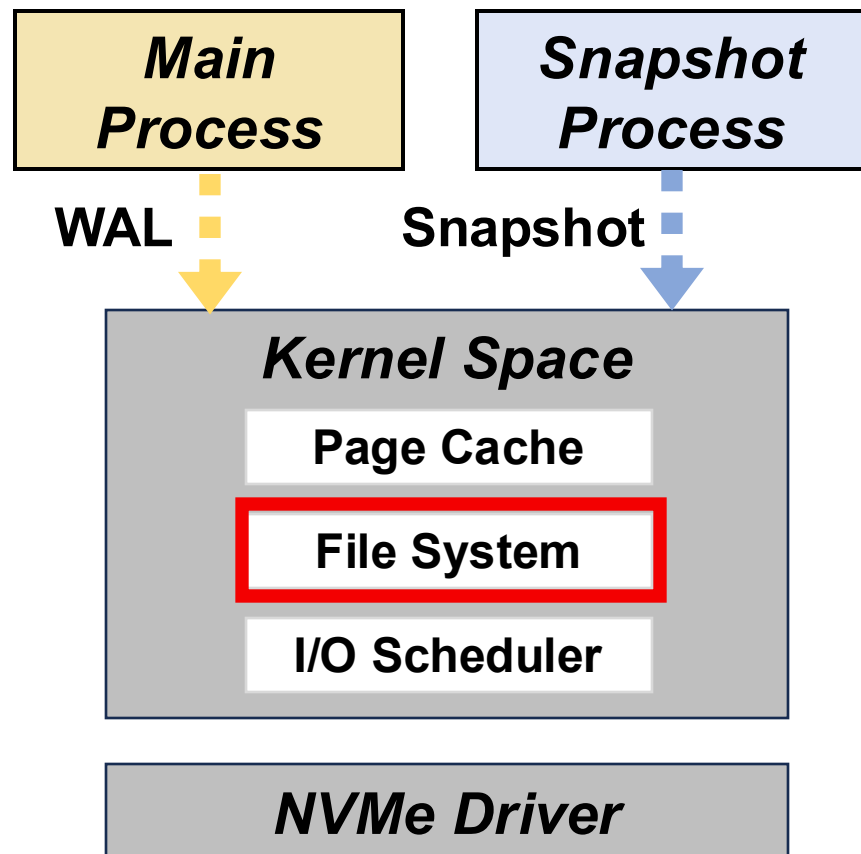 Main
Process
Snapshot
Process
WAL
Snapshot
Kernel Space
Page Cache
File System
I/O Scheduler
NVMe Driver